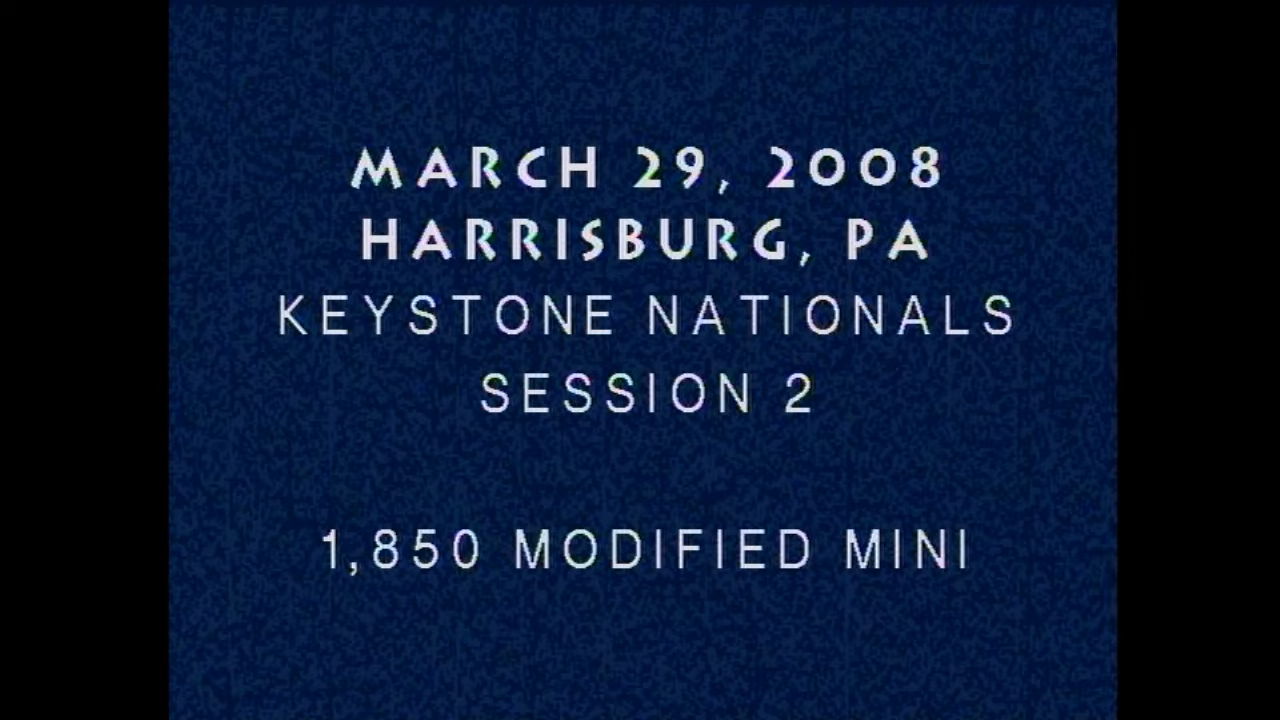 MARCH 29, 2008
HARRISBURG, PA
KEYSTONE NATIONALS
SESSION 2
1,850 MODIFIED MINI